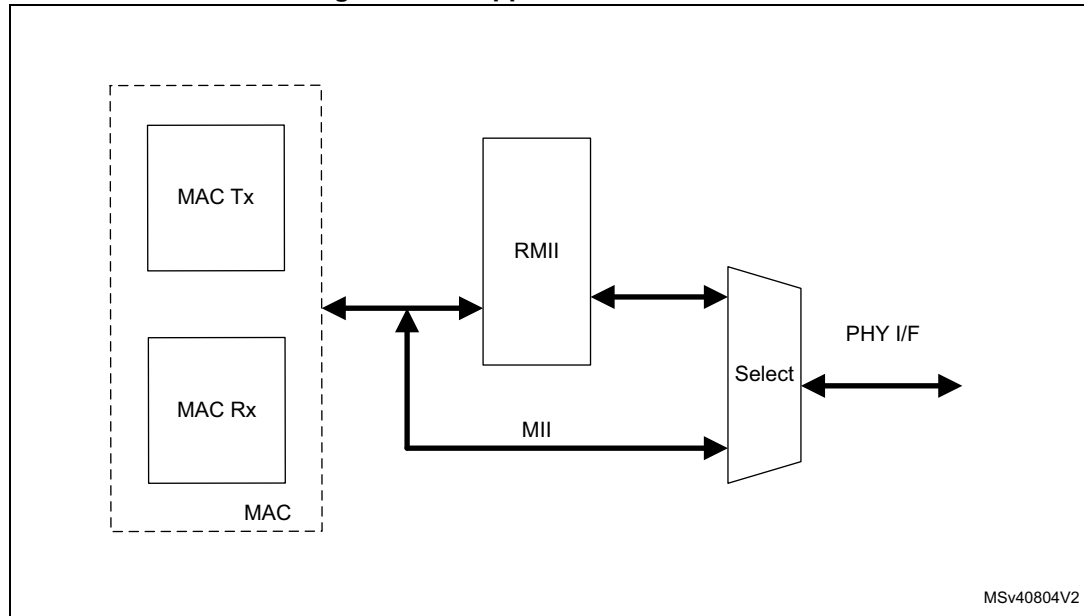 MAC Tx
RMII
PHY I/F
Select
MAC Rx
MII
MAC
MSv40804V2